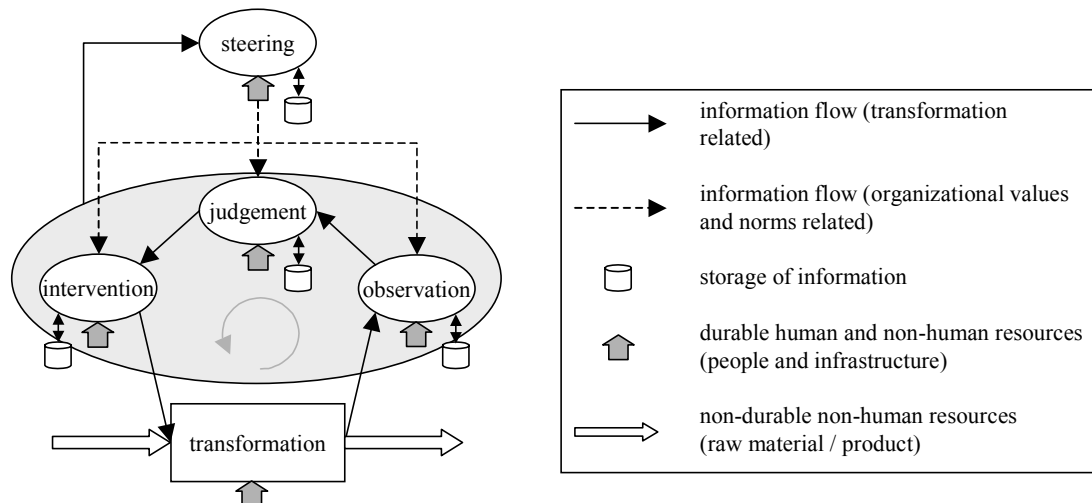 steering
judgement
intervention
observation
transformation
information flow (transformation
related)
information flow (organizational values
and norms related)
storage of information
durable human and non-human resources
(people and infrastructure)
non-durable non-human resources
(raw material / product)